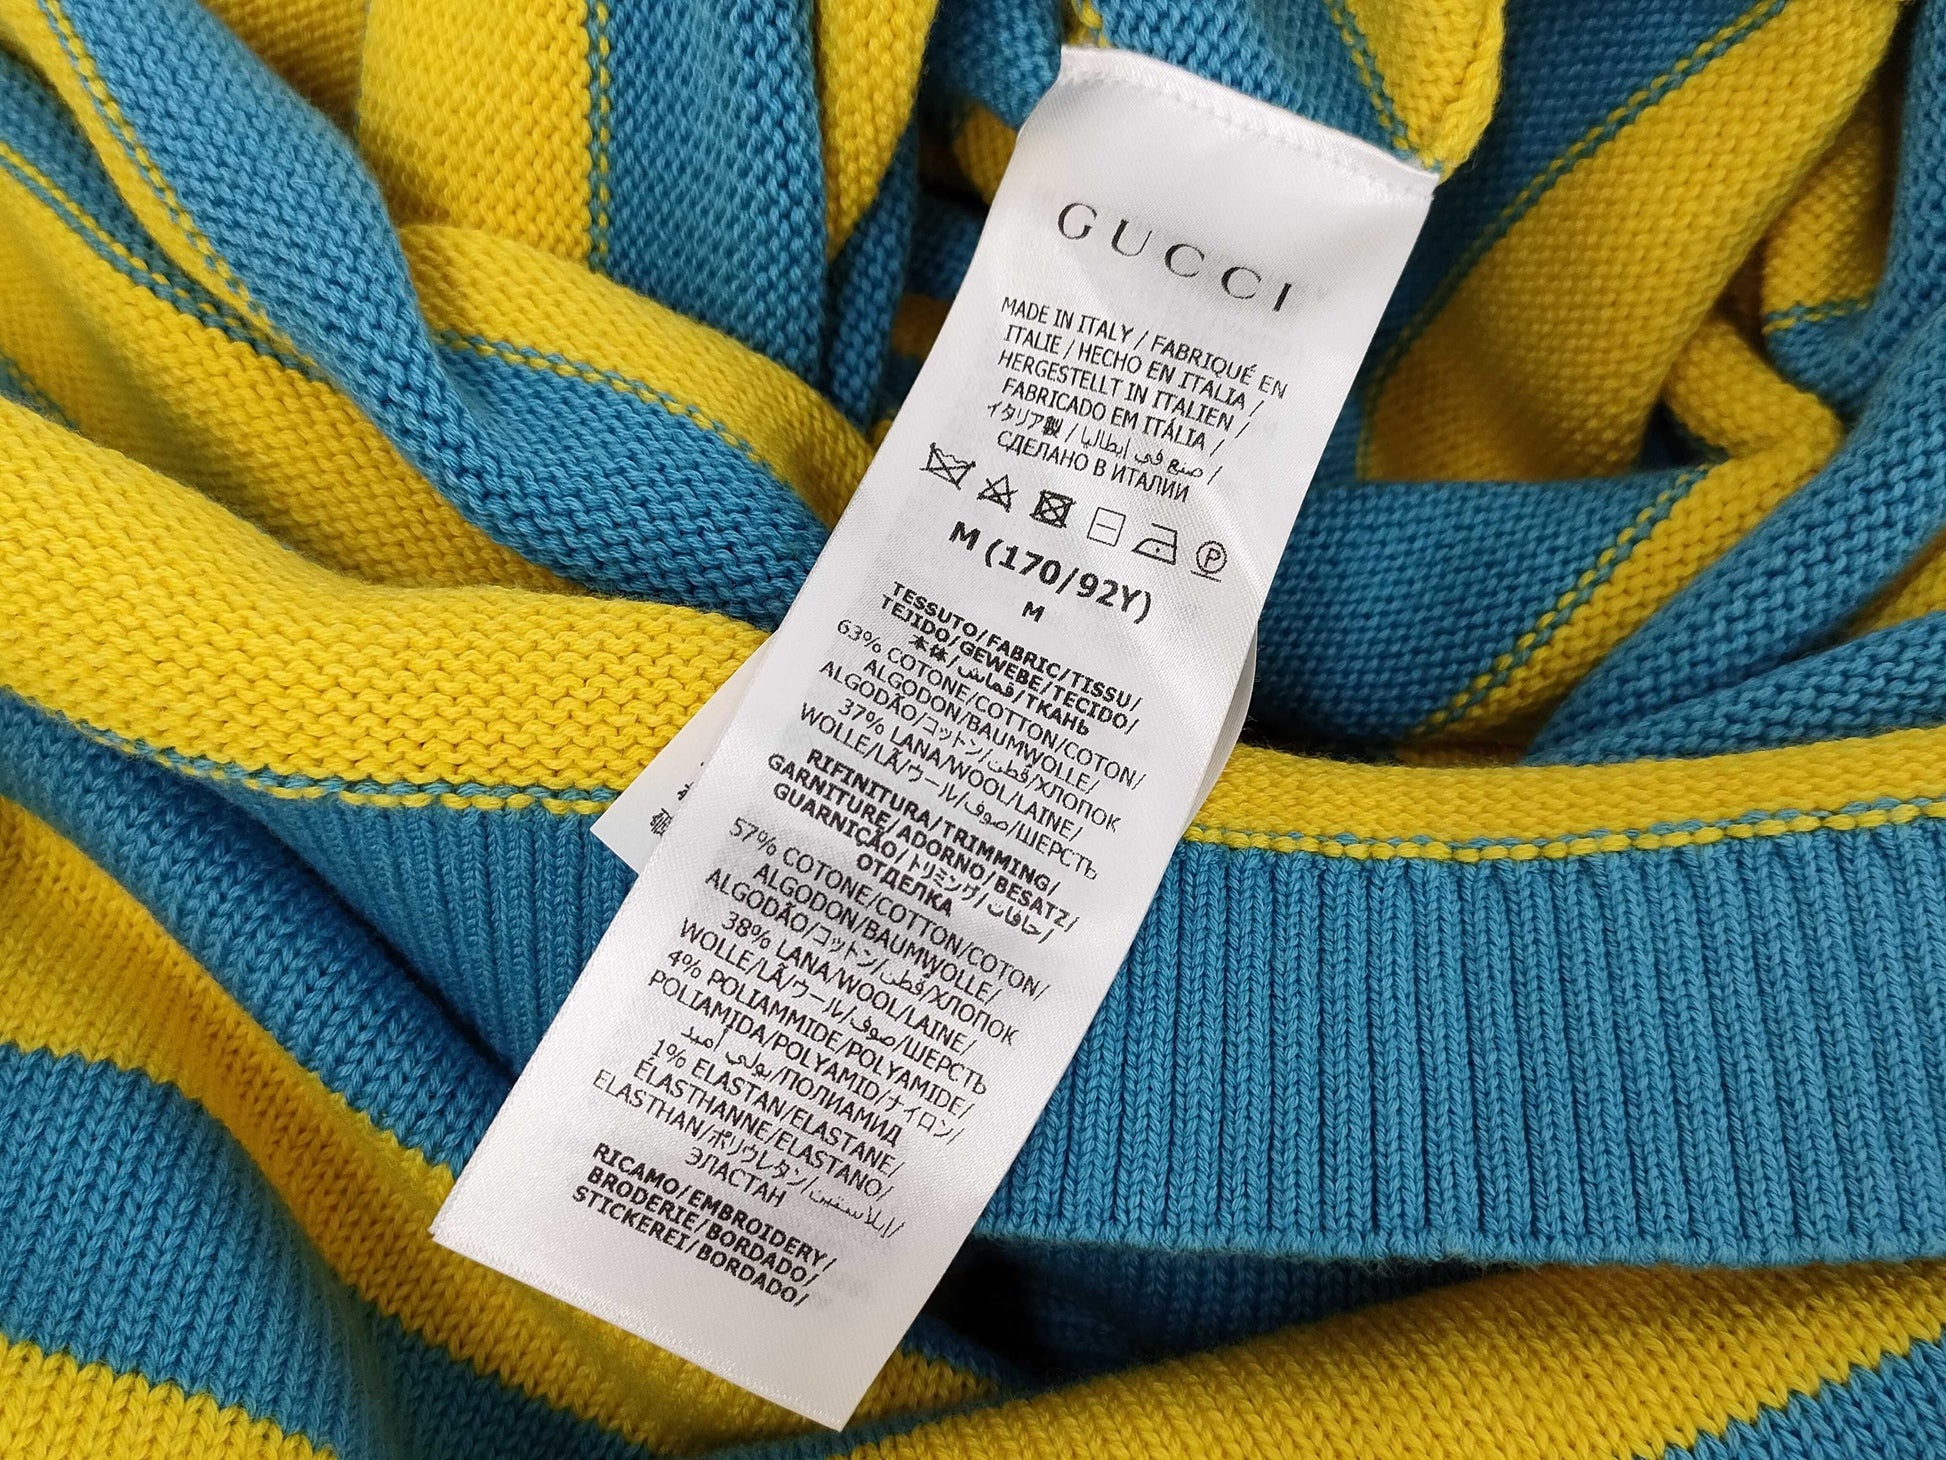 GUCCI
MADE IN ITALY / FABRIQUÉ EN
ITALIE / HECHO EN ITALIA /
HERGESTELLT IN ITALIEN /
FABRICADO EM ITÁLIA /
イタリア製 / صنع في ايطاليا /
СДЕЛАНО В ИТАЛИИ
P
M (170/92Y)
M
TESSUTO/FABRIC/TISSU/
TEJIDO/GEWEBE/TECIDO/
本体/قماش/ТКАНЬ
63% COTONE/COTTON/COTON/
ALGODON/BAUMWOLLE/
ALGODÃO/コットン/قطن/ХЛОПОК
37% LANA/WOOL/LAINE/
WOLLE/LÃ/ウール/صوف/ШЕРСТЬ
RIFINITURA/TRIMMING/
GARNITURE/ADORNO/BESATZ/
GUARNIÇÃO/トリミング/حافات/
ОТДЕЛКА
57% COTONE/COTTON/COTON/
ALGODON/BAUMWOLLE/
ALGODÃO/コットン/قطن/ХЛОПОК
38% LANA/WOOL/LAINE/
WOLLE/LÃ/ウール/صوف/ШЕРСТЬ
4% POLIAMMIDE/POLYAMIDE/
POLIAMIDA/POLYAMID/ナイロン/
بولي أميد/ПОЛИАМИД
1% ELASTAN/ELASTANE/
ÉLASTHANNE/ELASTANO/
ELASTHAN/ポリウレタン/إيلاستين/
ЭЛАСТАН
RICAMO/EMBROIDERY/
BRODERIE/BORDADO/
STICKEREI/BORDADO/